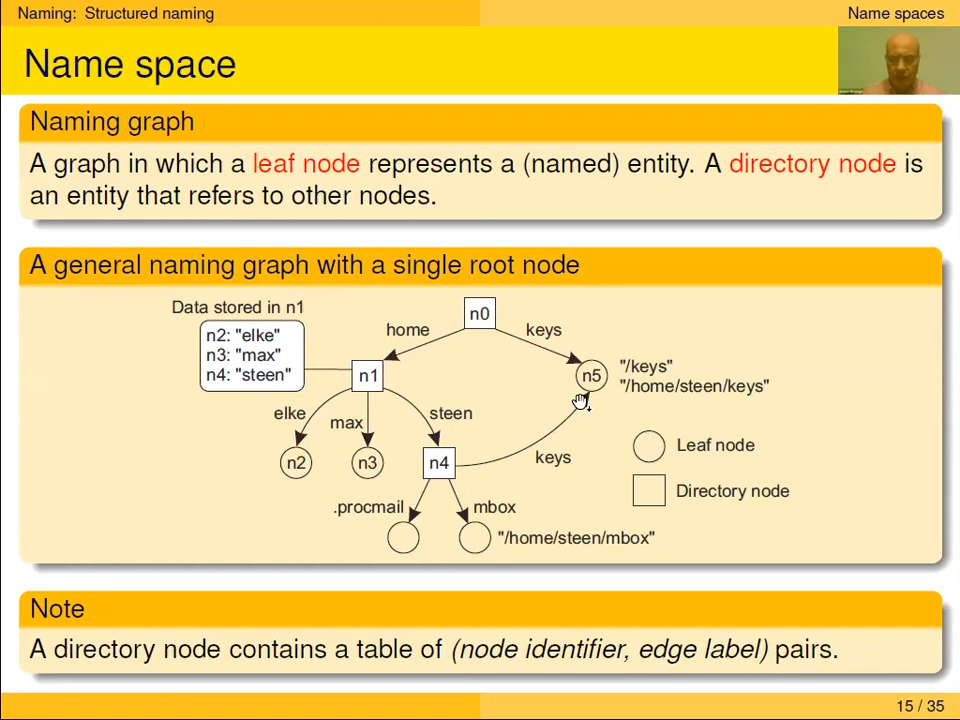 Naming: Structured naming
Name spaces
Name space
Naming graph
A graph in which a leaf node represents a (named) entity. A directory node is
an entity that refers to other nodes.
A general naming graph with a single root node
Data stored in n1
n2: "elke"
n3: "max"
n4: "steen"
n0
home
keys
n1
n5
"/keys"
"/home/steen/keys"
elke
max
steen
n2
n3
n4
keys
Leaf node
Directory node
.procmail
mbox
"/home/steen/mbox"
Note
A directory node contains a table of (node identifier, edge label) pairs.
15 / 35